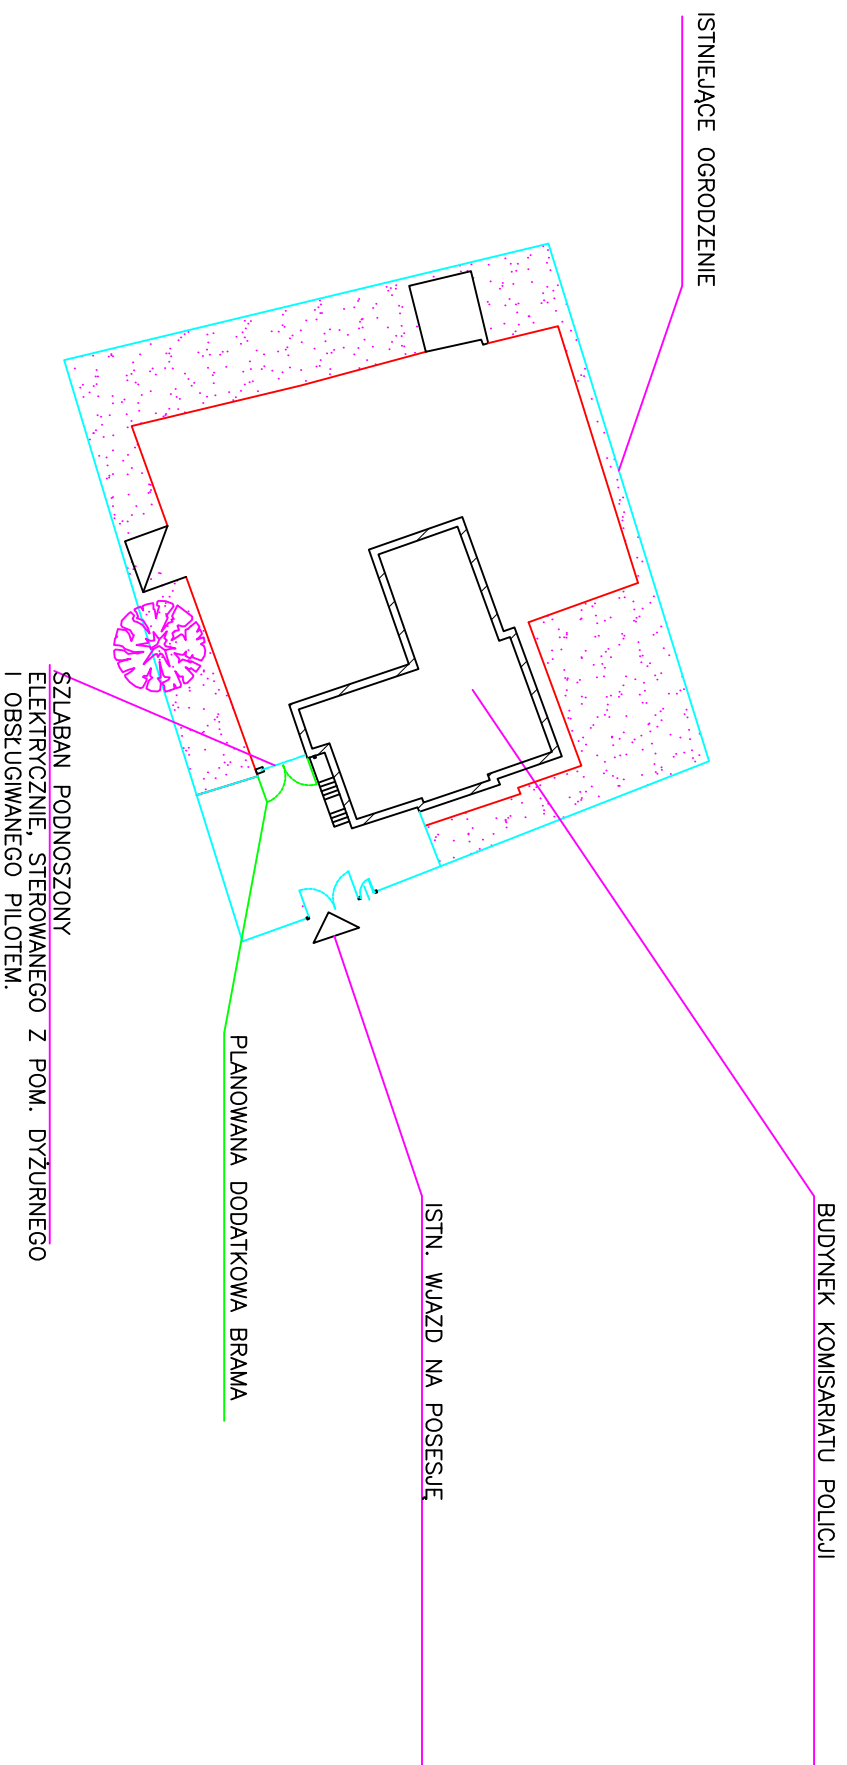 ISTNIEJĄCE OGRODZENIE
BUDYNEK KOMISARIATU POLICJI
ISTN. WJAZD NA POSESJĘ
PLANOWANA DODATKOWA BRAMA
SZLABAN PODNOSZONY
ELEKTRYCZNIE, STEROWANEGO Z POM. DYŻURNEGO
I OBSŁUGIWANEGO PILOTEM.